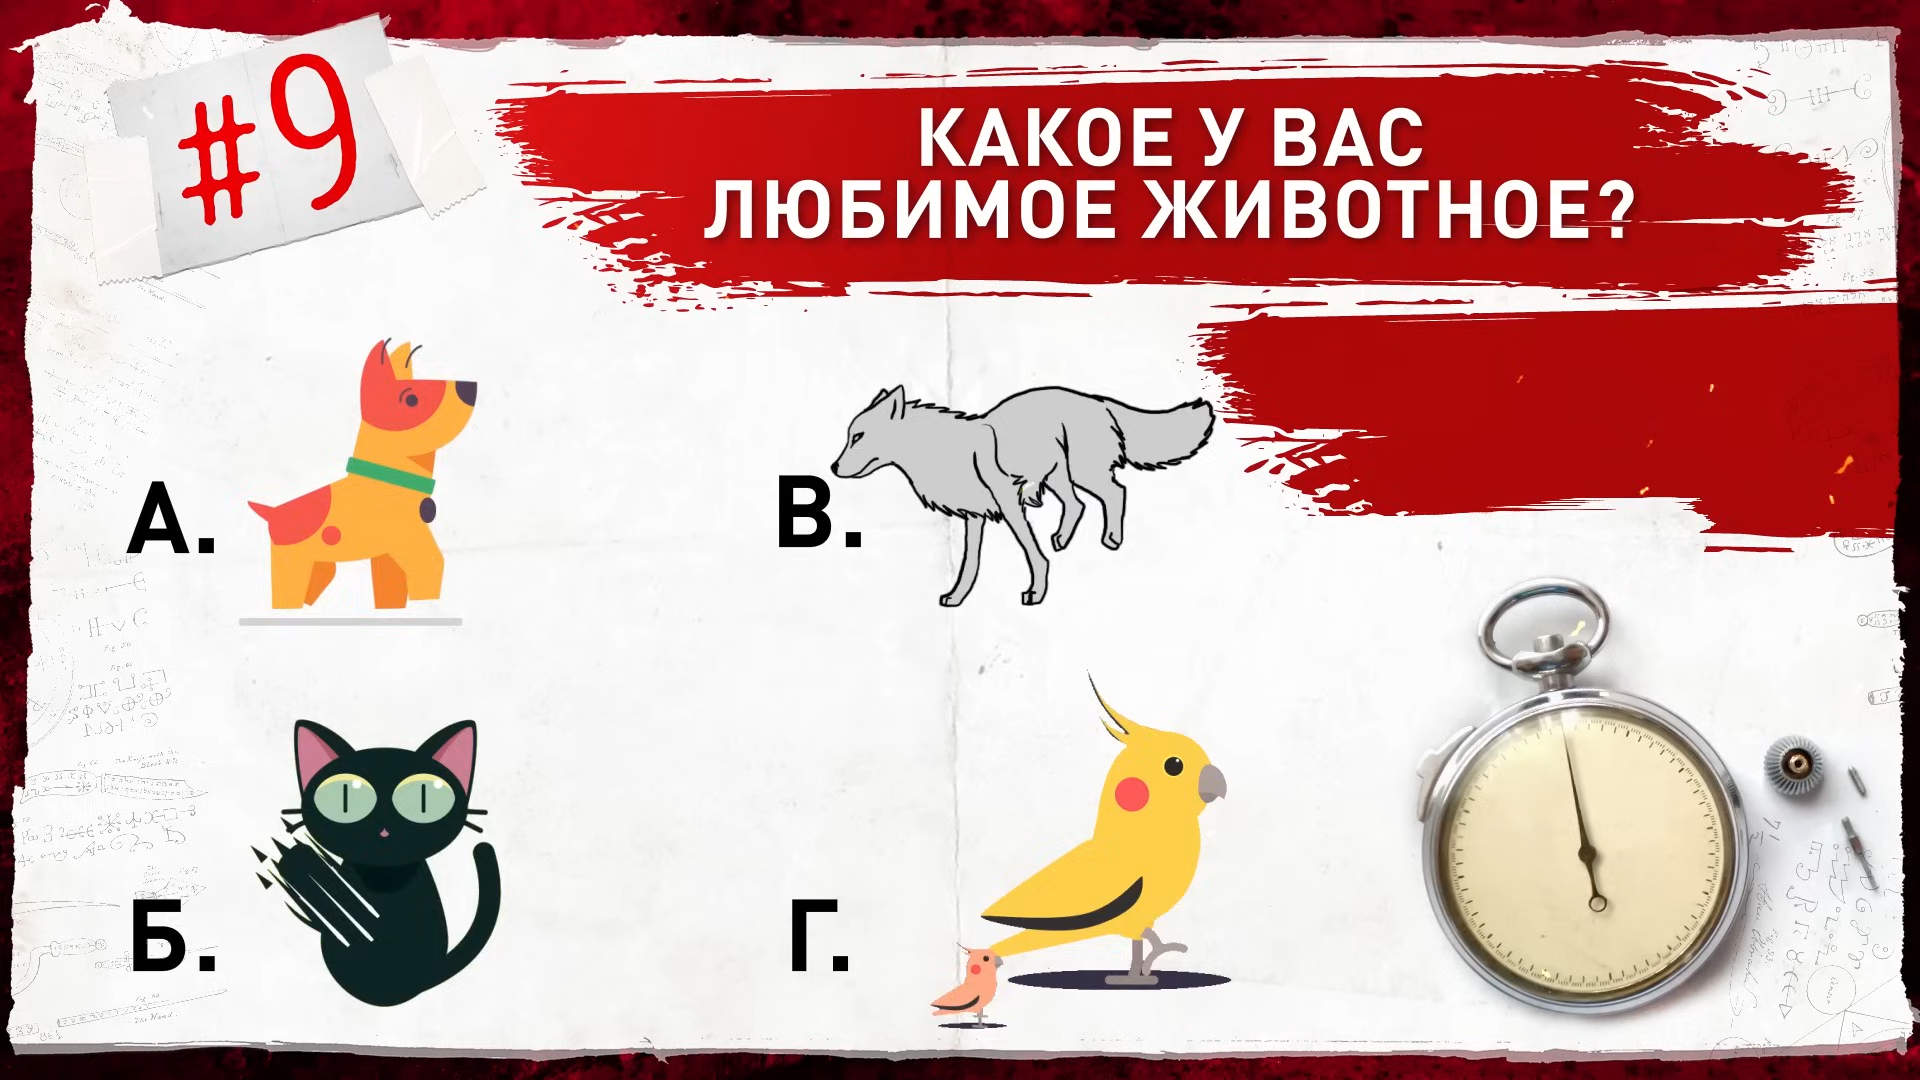 #9
КАКОЕ У ВАС
ЛЮБИМОЕ ЖИВОТНОЕ?
А.
В.
Б.
Г.